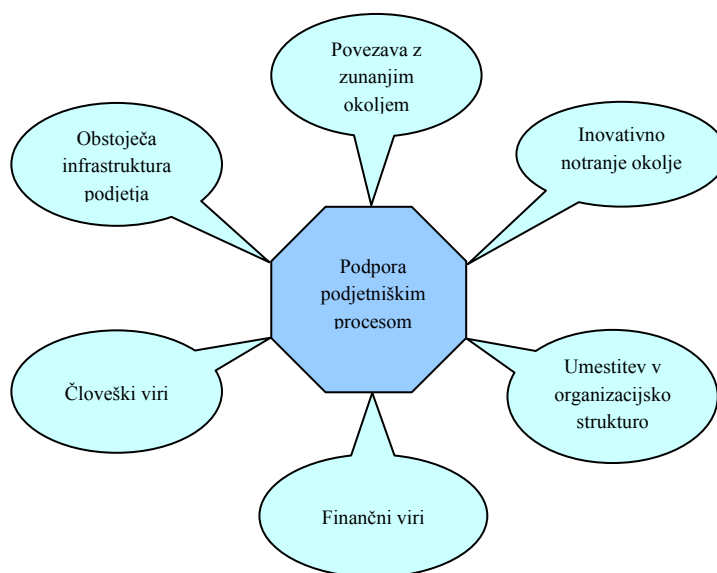 Povezava z
zunanjim
okoljem
Obstoječa
infrastruktura
podjetja
Inovativno
notranje okolje
Podpora
podjetniškim
procesom
Človeški viri
Umestitev v
organizacijsko
strukturo
Finančni viri